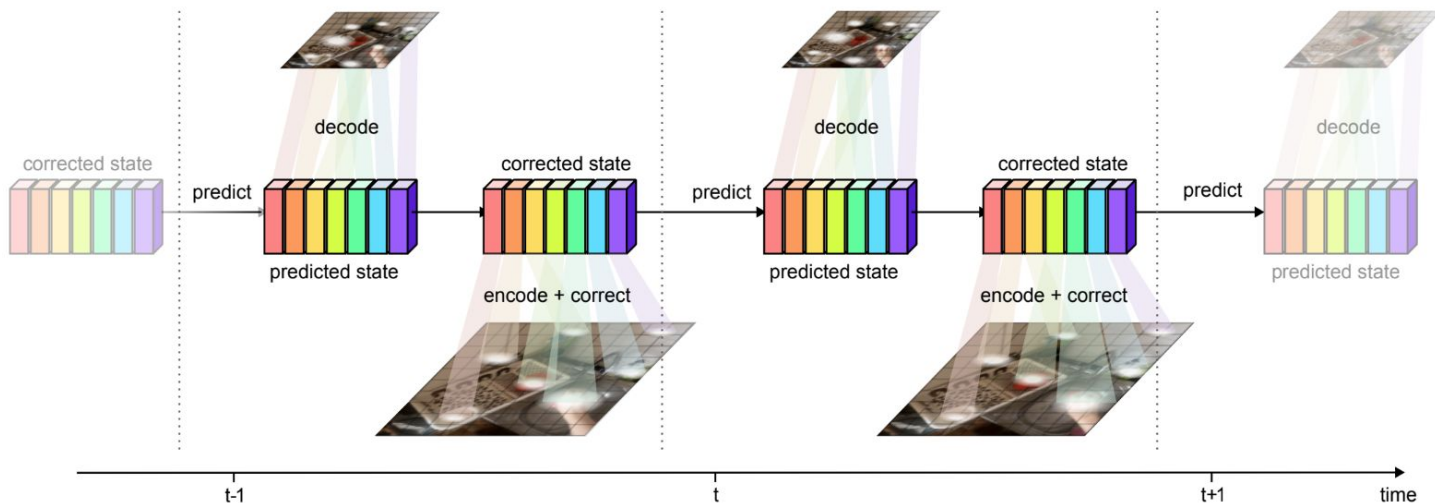 decode
decode
decode
corrected state
corrected state
corrected state
predict
predict
predict
predicted state
predicted state
predicted state
encode + correct
encode + correct
t-1
t
t+1
time